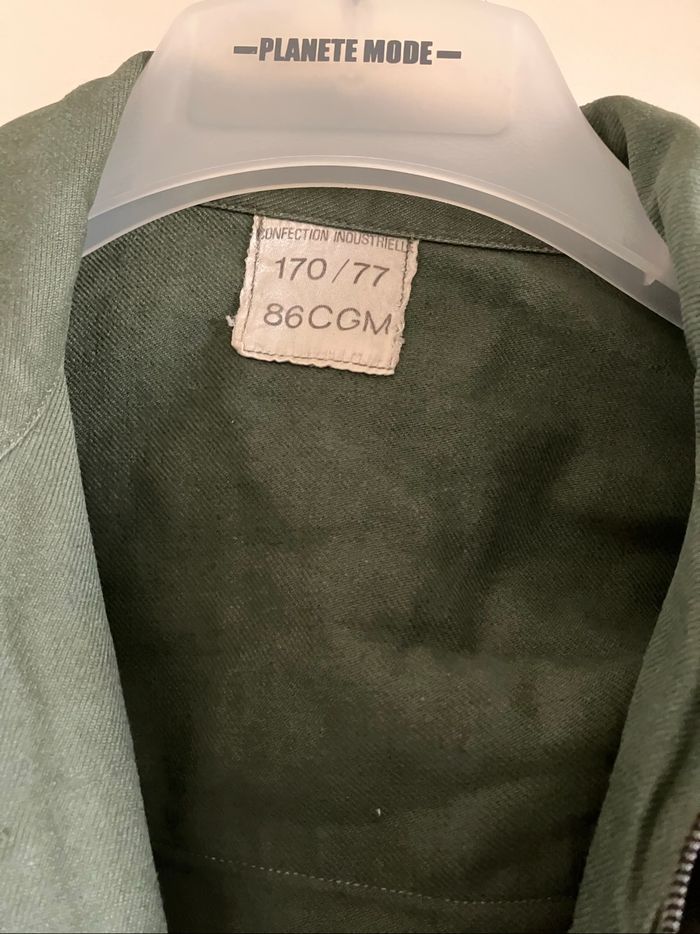 —PLANETE MODE—
CONFECTION INDUSTRIELLE
170/77
86CGM